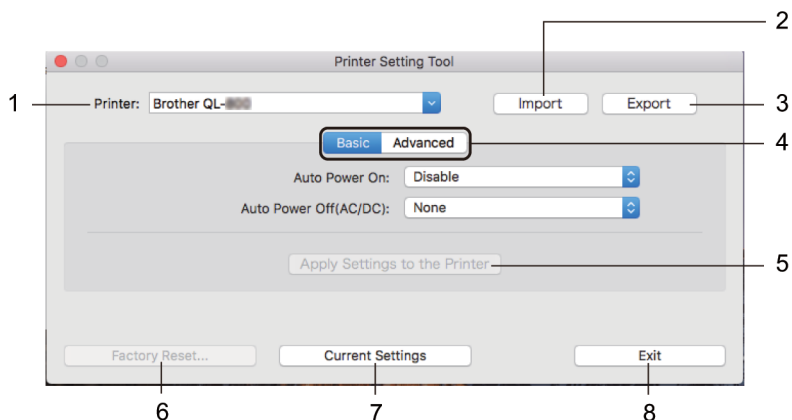 2
Printer Setting Tool
1
Printer:
Brother QL-
Import
Export
3
Basic
Advanced
4
Auto Power On:
Disable
Auto Power Off(AC/DC):
None
Apply Settings to the Printer
5
Factory Reset...
Current Settings
Exit
6
7
8